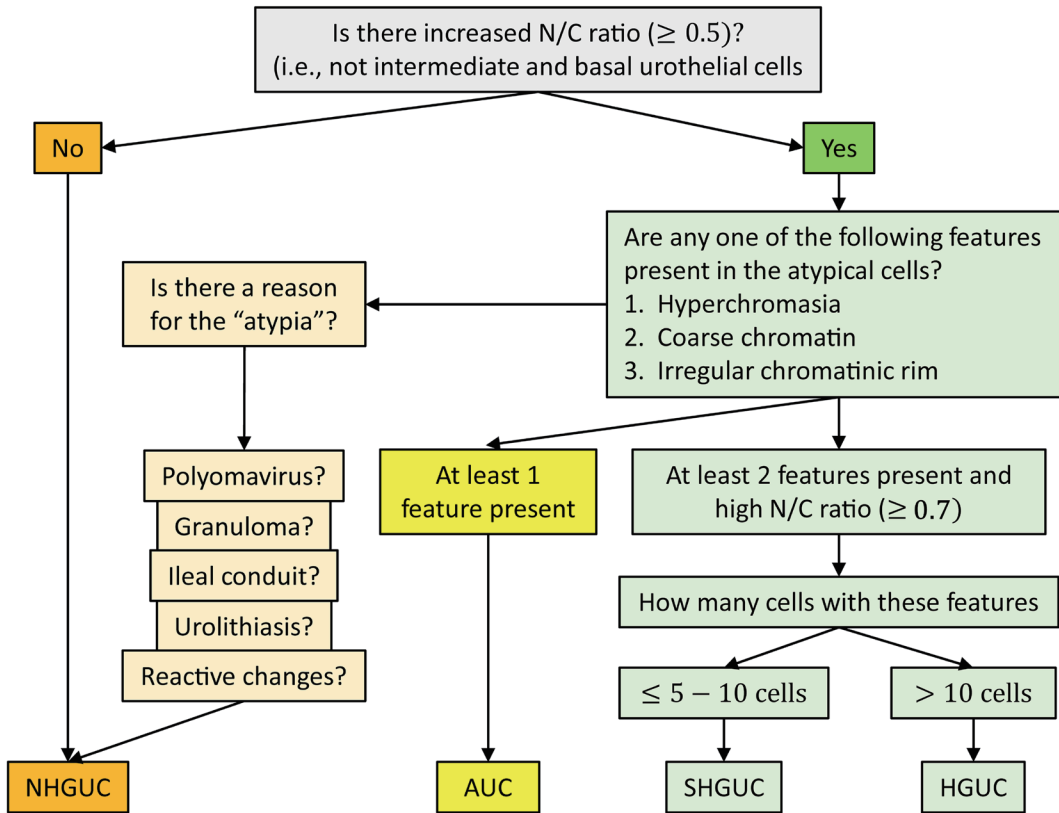 Is there increased N/C ratio (≥ 0.5)?
(i.e., not intermediate and basal urothelial cells
No
Yes
Are any one of the following features
present in the atypical cells?
1. Hyperchromasia
2. Coarse chromatin
3. Irregular chromatinic rim
Is there a reason
for the “atypia”?
Polyomavirus?
Granuloma?
Ileal conduit?
Urolithiasis?
Reactive changes?
At least 1
feature present
At least 2 features present and
high N/C ratio (≥ 0.7)
How many cells with these features
≤ 5 − 10 cells
> 10 cells
NHGUC
AUC
SHGUC
HGUC